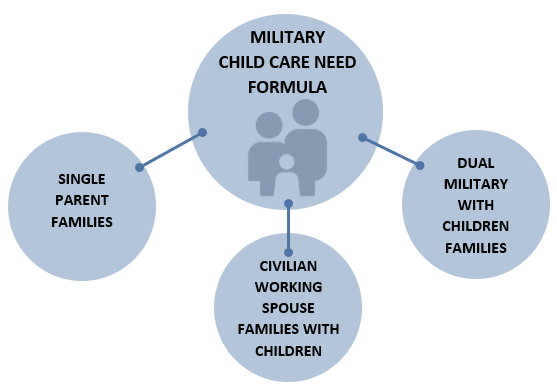 MILITARY
CHILD CARE NEED
FORMULA
SINGLE
PARENT
FAMILIES
CIVILIAN
WORKING
SPOUSE
FAMILIES WITH
CHILDREN
DUAL
MILITARY
WITH
CHILDREN
FAMILIES